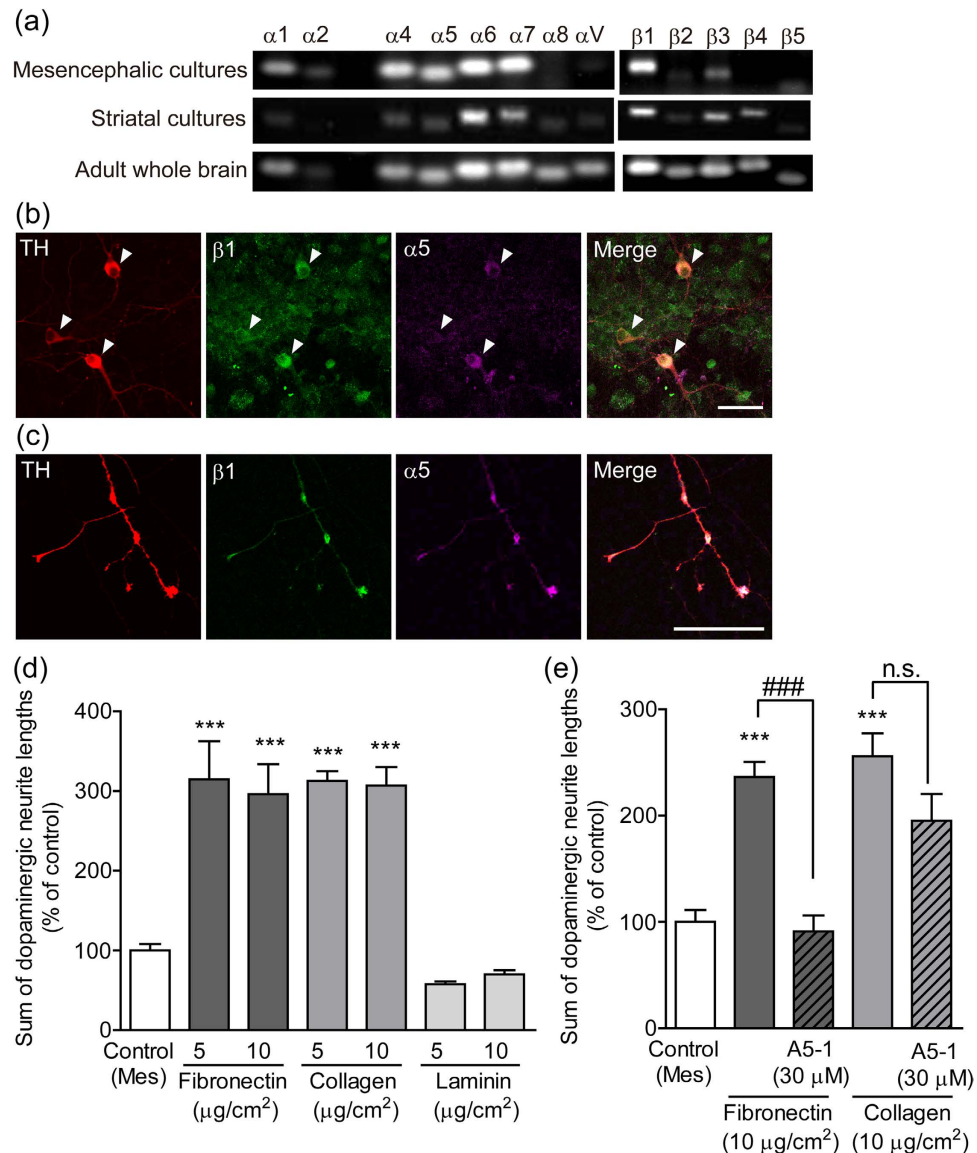 (a)
α1 α2 α4 α5 α6 α7 α8 αV β1 β2 β3 β4 β5
Mesencephalic cultures
Striatal cultures
Adult whole brain
(b)
TH β1 α5 Merge
(c)
TH β1 α5 Merge
(d)
Sum of dopaminergic neurite lengths
(% of control)
400
300
200
100
0
*** *** *** ***
Control
(Mes)
5 10 5 10 5 10
Fibronectin Collagen Laminin
(μg/cm²) (μg/cm²) (μg/cm²)
(e)
Sum of dopaminergic neurite lengths
(% of control)
300
200
100
0
### n.s.
*** ***
Control
(Mes)
A5-1 A5-1
(30 μM) (30 μM)
Fibronectin Collagen
(10 μg/cm²) (10 μg/cm²)